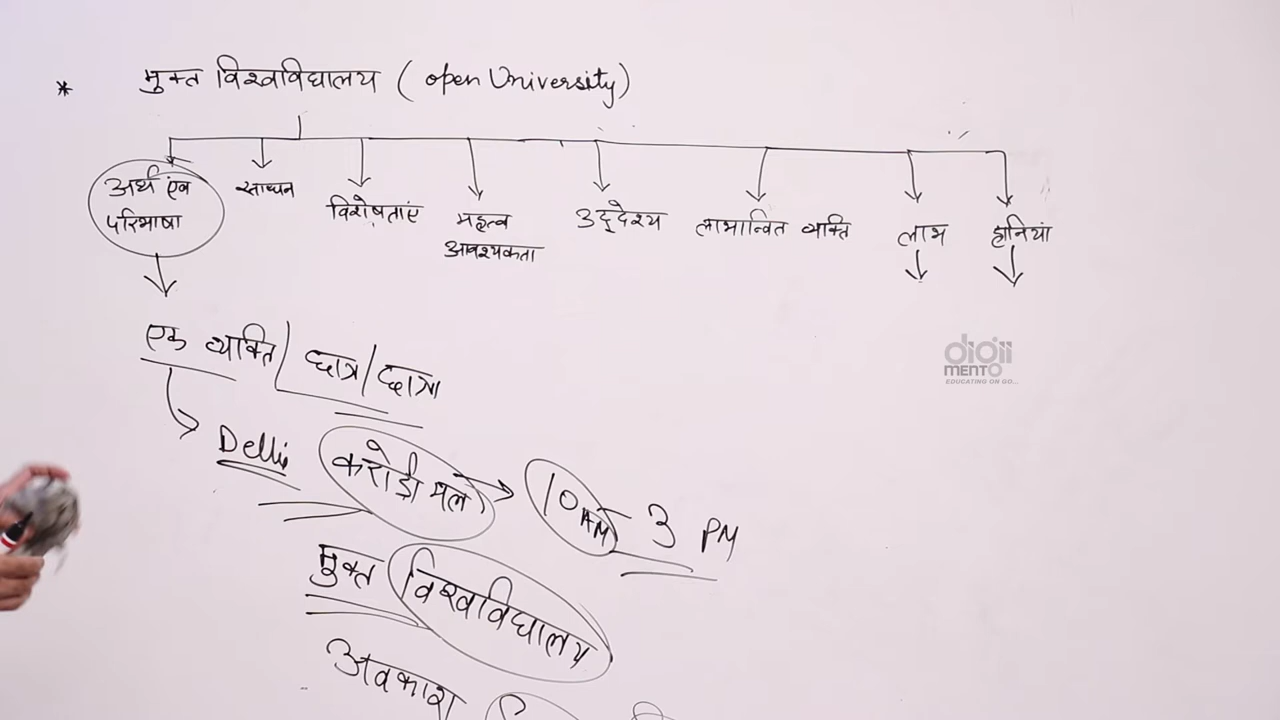 * मुक्त विश्वविद्यालय ( open University)
अर्थ एंव
परिभाषा
साधन
विशेषताएं
महत्व
आवश्यकता
उद्देश्य
लाभान्वित व्यक्ति
लाभ
हानियां
एक व्यक्ति/ छात्र/ छात्रा
Delhi करोड़ी मल 10 AM - 3 PM
मुक्त विश्वविद्यालय
अवकाश
digii
MENTO
EDUCATING ON GO...